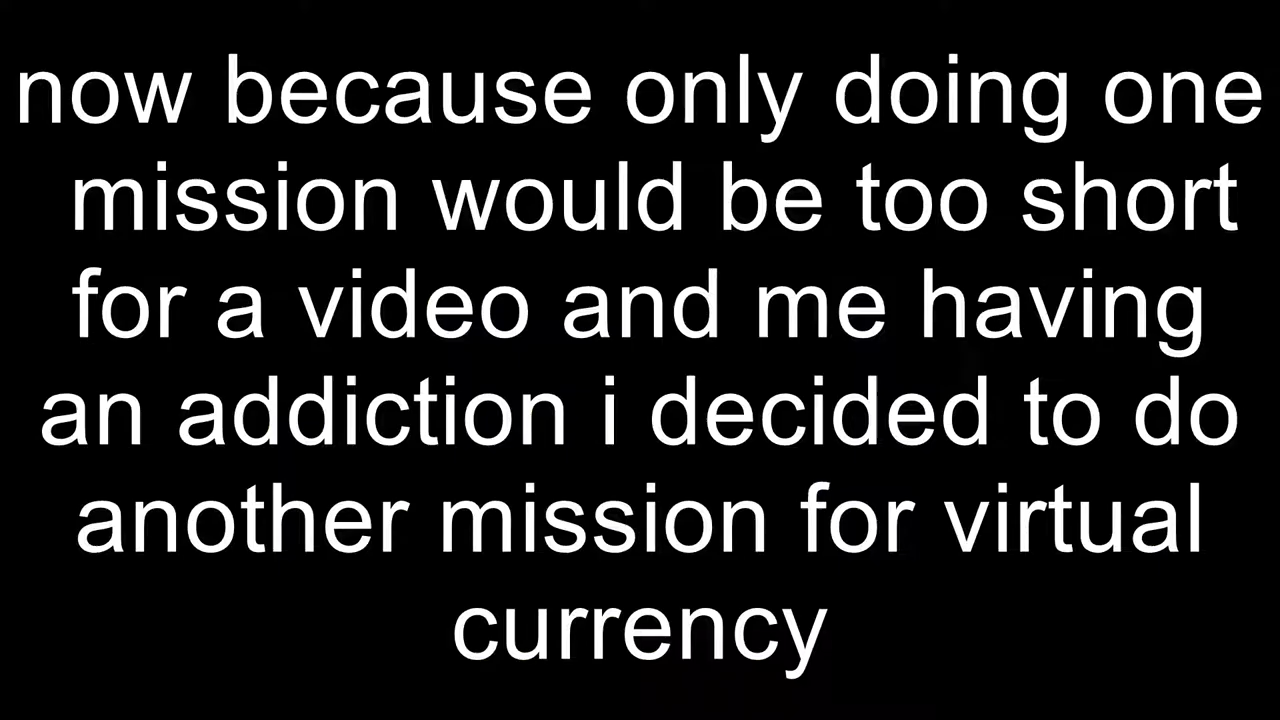 now because only doing one
mission would be too short
for a video and me having
an addiction i decided to do
another mission for virtual
currency